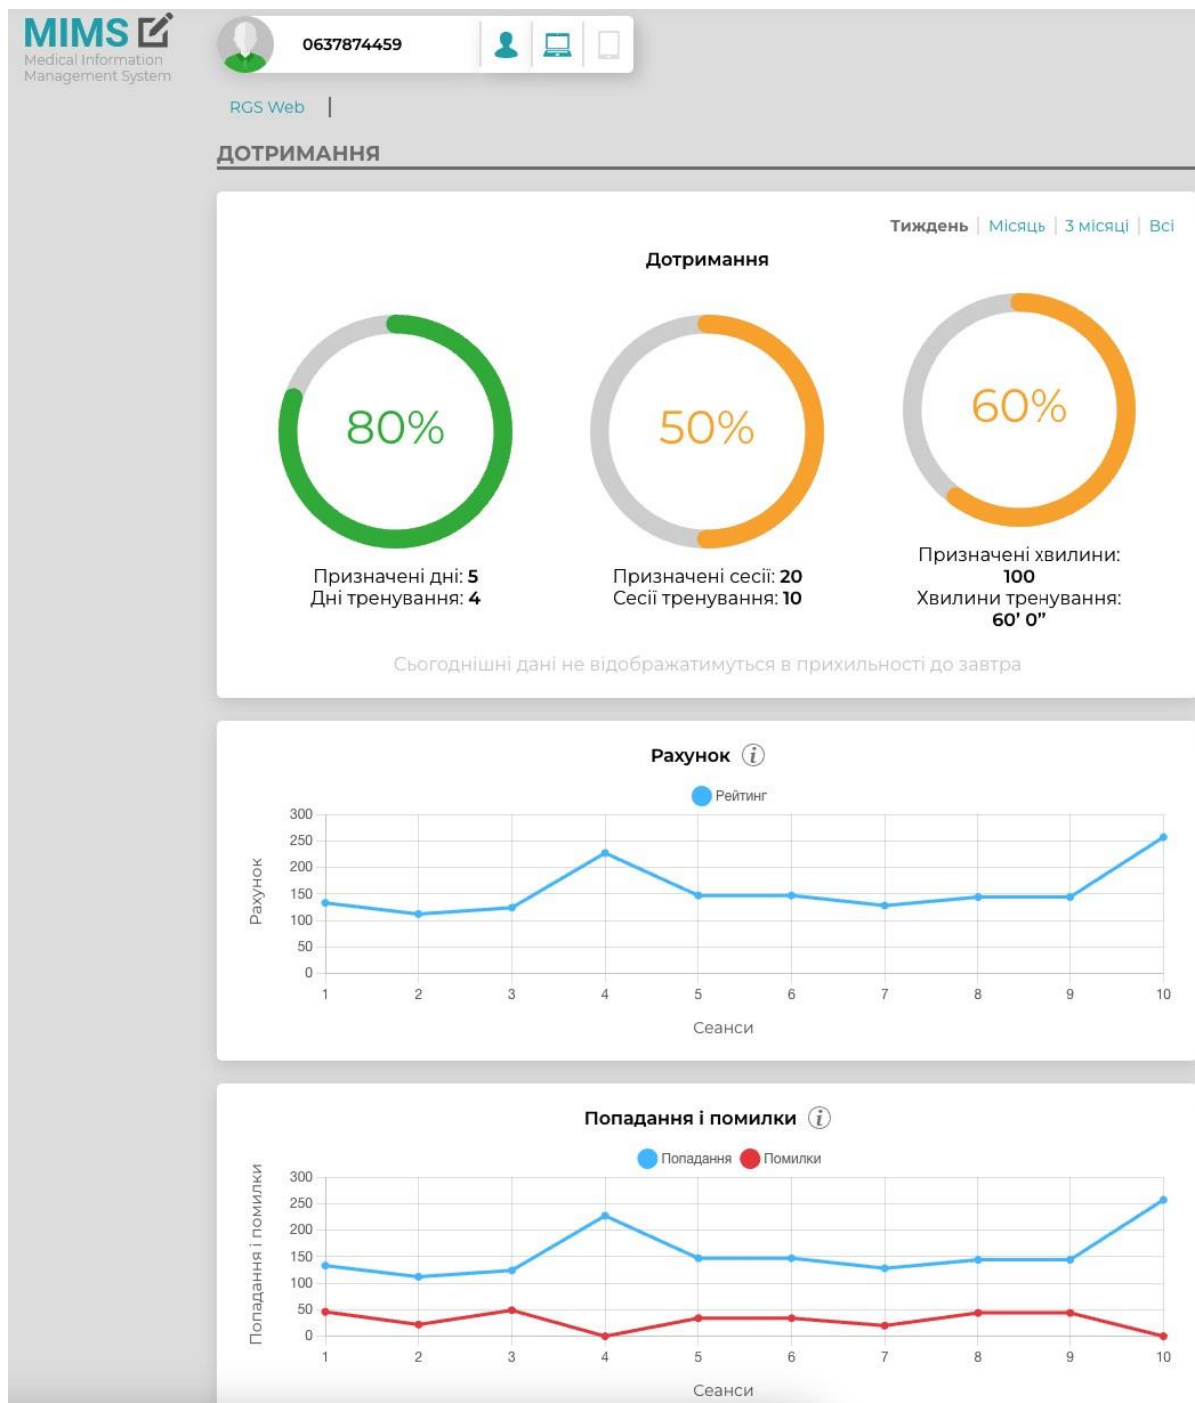 MIMS
Medical Information
Management System
0637874459
RGS Web
ДОТРИМАННЯ
Тиждень | Місяць | 3 місяці | Всі
Дотримання
80%
50%
60%
Призначені дні: 5
Дні тренування: 4
Призначені сесії: 20
Сесії тренування: 10
Призначені хвилини:
100
Хвилини тренування:
60’ 0”
Сьогоднішні дані не відображатимуться в прихильності до завтра
Рахунок i
Рейтинг
Рахунок
300
250
200
150
100
50
0
1 2 3 4 5 6 7 8 9 10
Сеанси
Попадання і помилки i
Попадання Помилки
Попадання і помилки
300
250
200
150
100
50
0
1 2 3 4 5 6 7 8 9 10
Сеанси